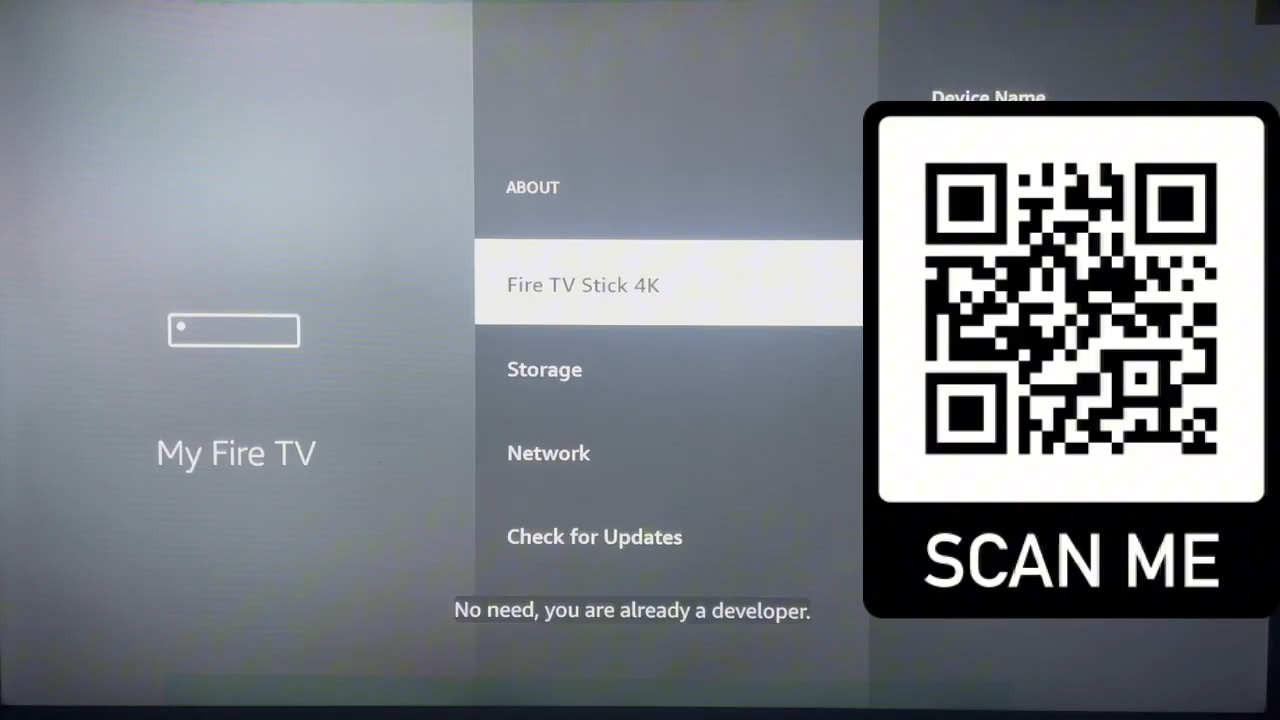 Device Name
ABOUT
Fire TV Stick 4K
Storage
My Fire TV
Network
Check for Updates
No need, you are already a developer.
SCAN ME